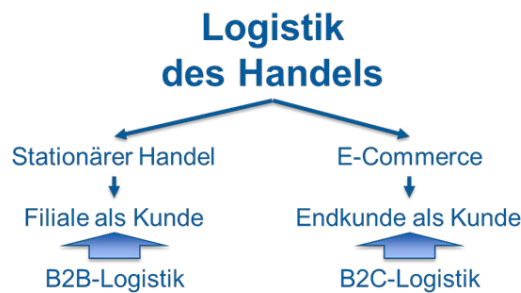 Logistik
des Handels
Stationärer Handel
E-Commerce
Filiale als Kunde
Endkunde als Kunde
B2B-Logistik
B2C-Logistik